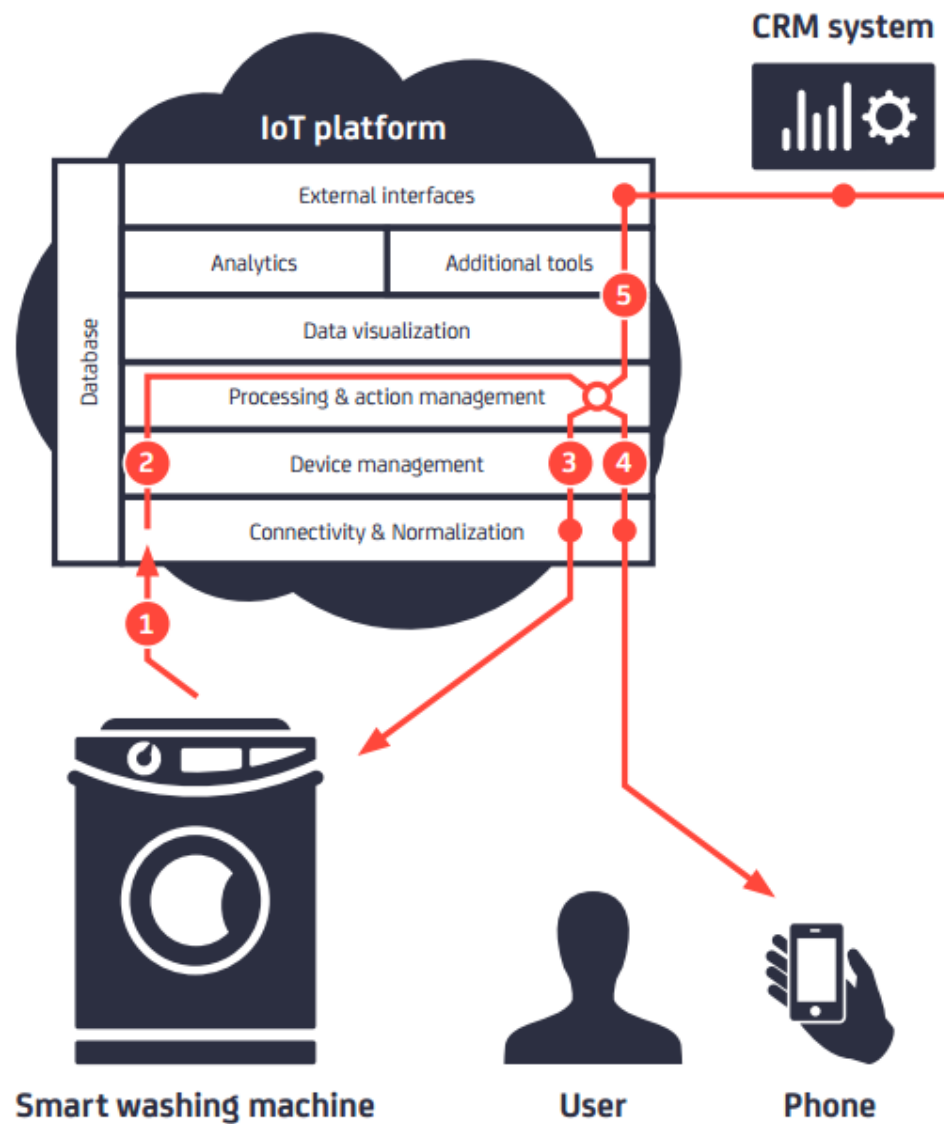 CRM system
IoT platform
External interfaces
Analytics
Additional tools
5
Data visualization
Database
Processing & action management
2
Device management
3
4
Connectivity & Normalization
1
Smart washing machine
User
Phone